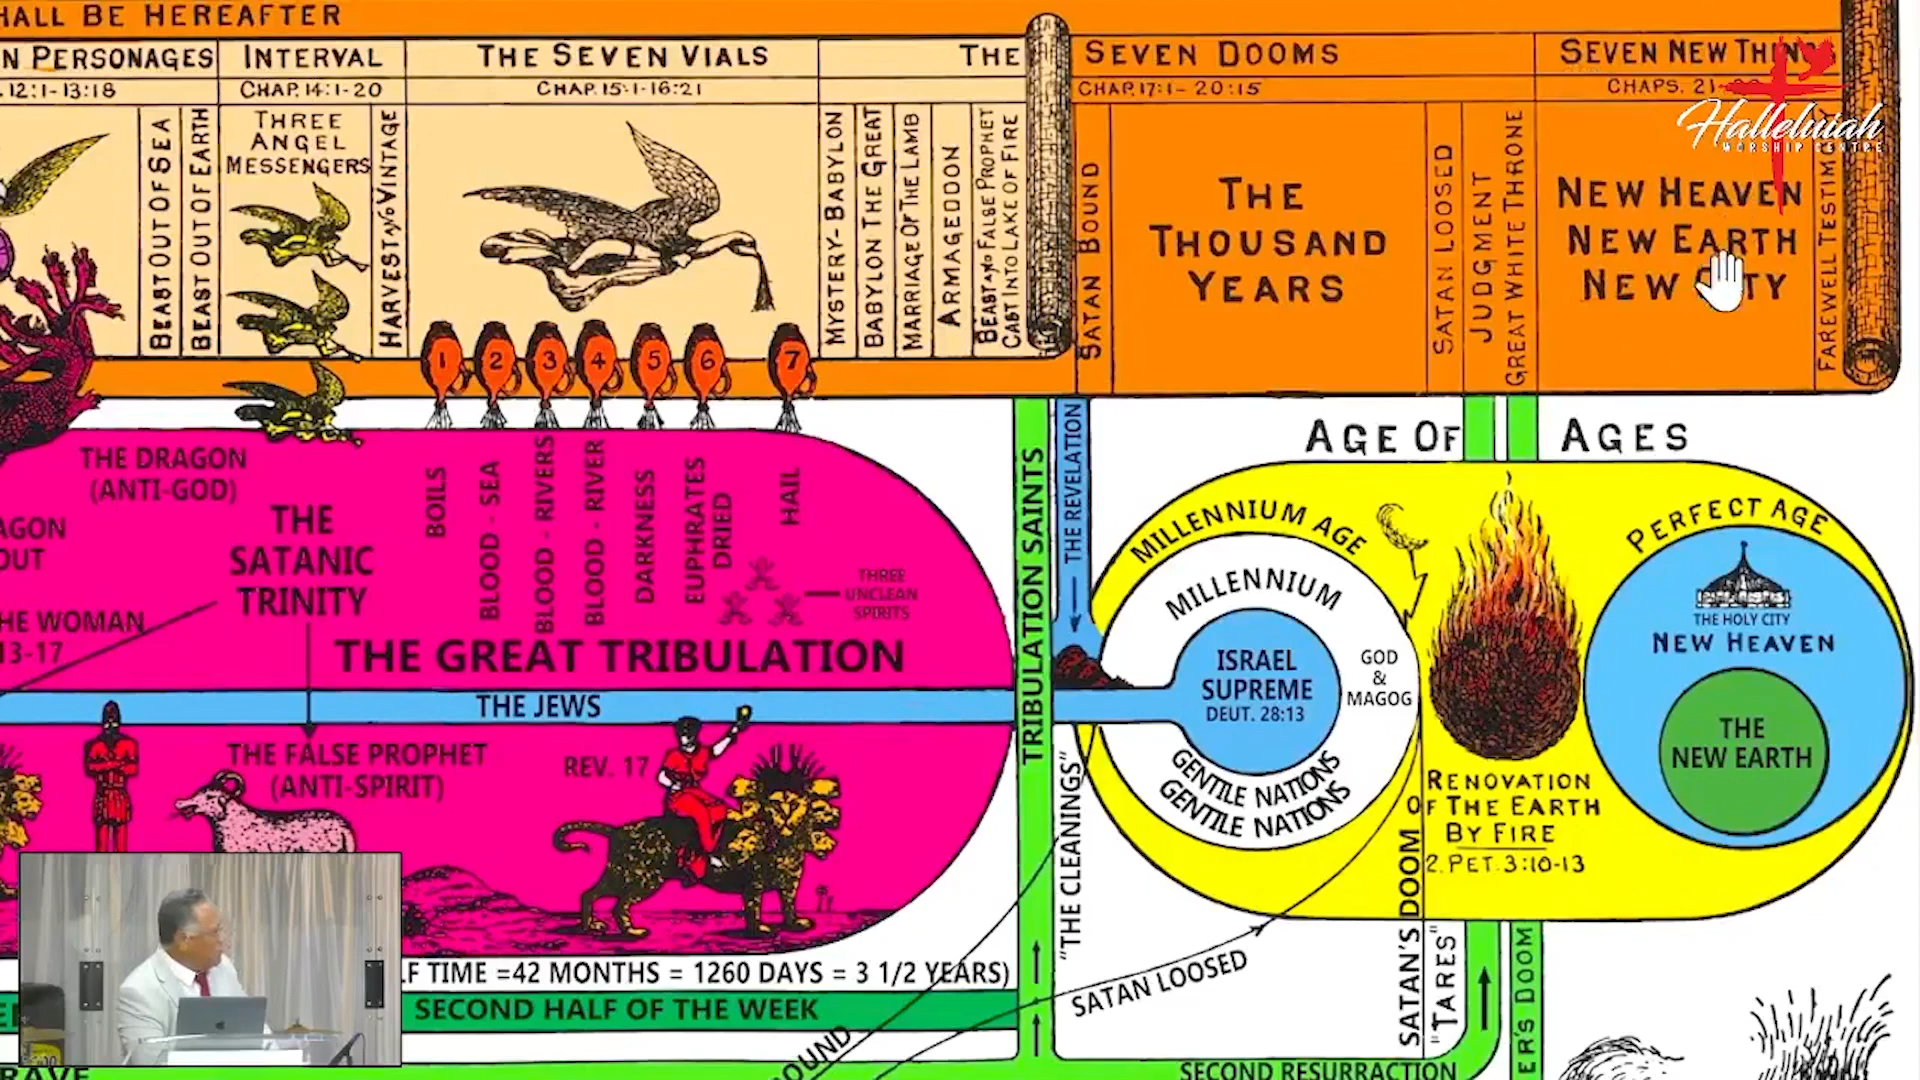 HALL BE HEREAFTER
N PERSONAGES
12:1-13:18
INTERVAL
CHAP. 14:1-20
THE SEVEN VIALS
CHAP. 15:1-16:21
THE SEVEN DOOMS
CHAP. 17:1- 20:15
SEVEN NEW THINGS
CHAPS. 21-
Halleluiah
WORSHIP CENTRE
BEAST OUT OF SEA
BEAST OUT OF EARTH
THREE
ANGEL
MESSENGERS
HARVEST AND VINTAGE
MYSTERY-BABYLON
BABYLON THE GREAT
MARRIAGE OF THE LAMB
ARMAGEDDON
BEAST AND FALSE PROPHET
CAST INTO LAKE OF FIRE
SATAN BOUND
THE
THOUSAND
YEARS
SATAN LOOSED
JUDGMENT
GREAT WHITE THRONE
NEW HEAVEN
NEW EARTH
NEW CITY
FAREWELL TESTIMONY
1
2
3
4
5
6
7
THE DRAGON
(ANTI-GOD)
AGON
OUT
THE
SATANIC
TRINITY
HE WOMAN
13-17
BOILS
BLOOD - SEA
BLOOD - RIVERS
BLOOD - RIVER
DARKNESS
EUPHRATES
DRIED
HAIL
THREE
UNCLEAN
SPIRITS
THE GREAT TRIBULATION
THE JEWS
THE FALSE PROPHET
(ANTI-SPIRIT)
REV. 17
LF TIME =42 MONTHS = 1260 DAYS = 3 1/2 YEARS)
SECOND HALF OF THE WEEK
TRIBULATION SAINTS
THE REVELATION
"THE CLEANINGS"
AGE OF AGES
MILLENNIUM AGE
MILLENNIUM
ISRAEL
SUPREME
DEUT. 28:13
GOD
&
MAGOG
GENTILE NATIONS
GENTILE NATIONS
RENOVATION
OF THE EARTH
BY FIRE
2. PET. 3:10-13
PERFECT AGE
THE HOLY CITY
NEW HEAVEN
THE
NEW EARTH
SATAN LOOSED
OUND
SATAN'S DOOM
"TARES"
ER'S DOOM
SECOND RESURRACTION
RAVE